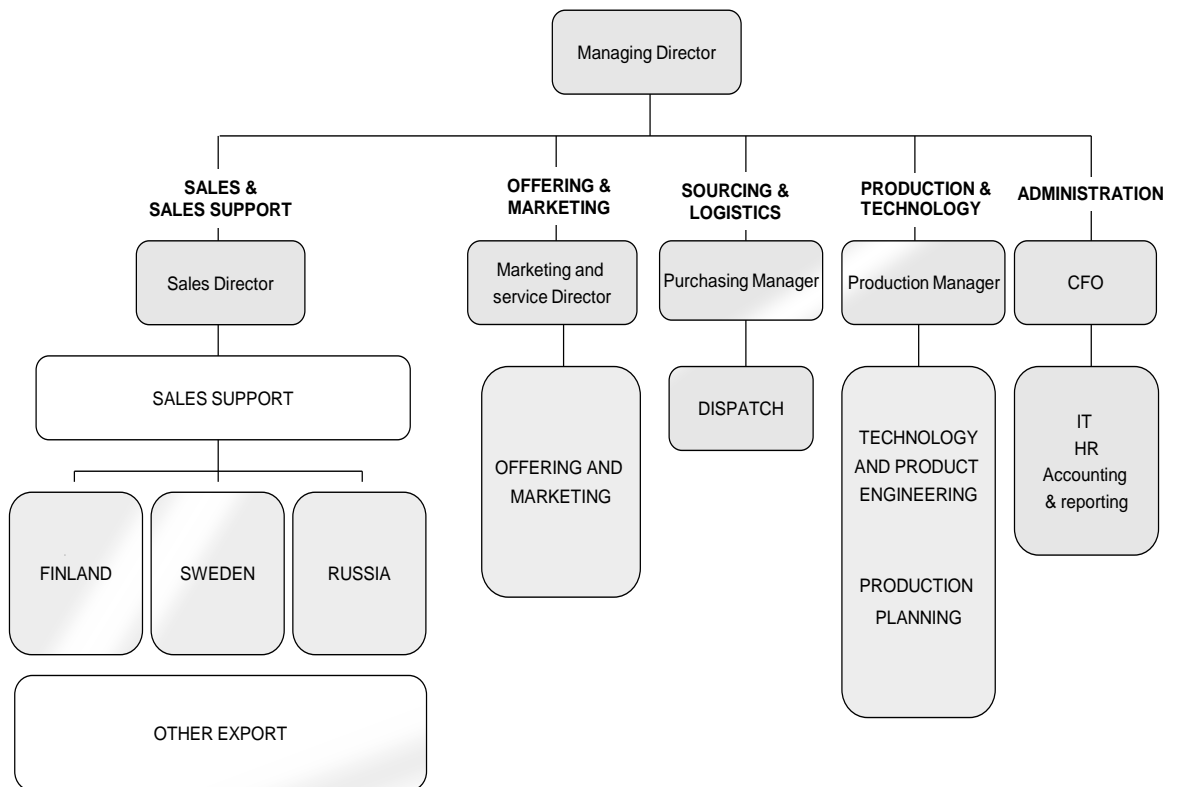 Managing Director
SALES &
SALES SUPPORT
OFFERING &
MARKETING
SOURCING &
LOGISTICS
PRODUCTION &
TECHNOLOGY
ADMINISTRATION
Sales Director
Marketing and
service Director
Purchasing Manager
Production Manager
CFO
SALES SUPPORT
FINLAND
SWEDEN
RUSSIA
OTHER EXPORT
OFFERING AND
MARKETING
DISPATCH
TECHNOLOGY
AND PRODUCT
ENGINEERING
PRODUCTION
PLANNING
IT
HR
Accounting
& reporting